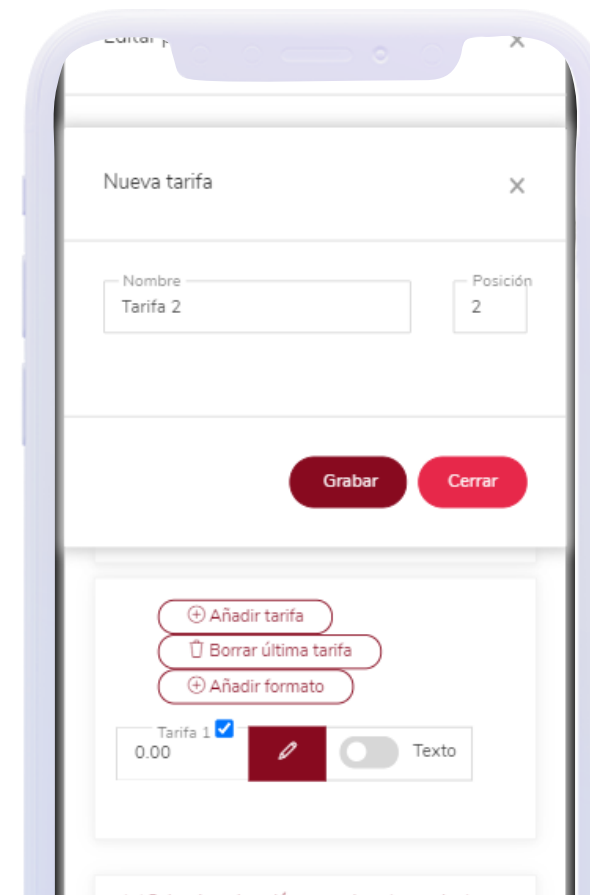 Editar
Nueva tarifa
Nombre
Posición
Tarifa 2
2
Grabar
Cerrar
Añadir tarifa
Borrar última tarifa
Añadir formato
Tarifa 1
0.00
Texto